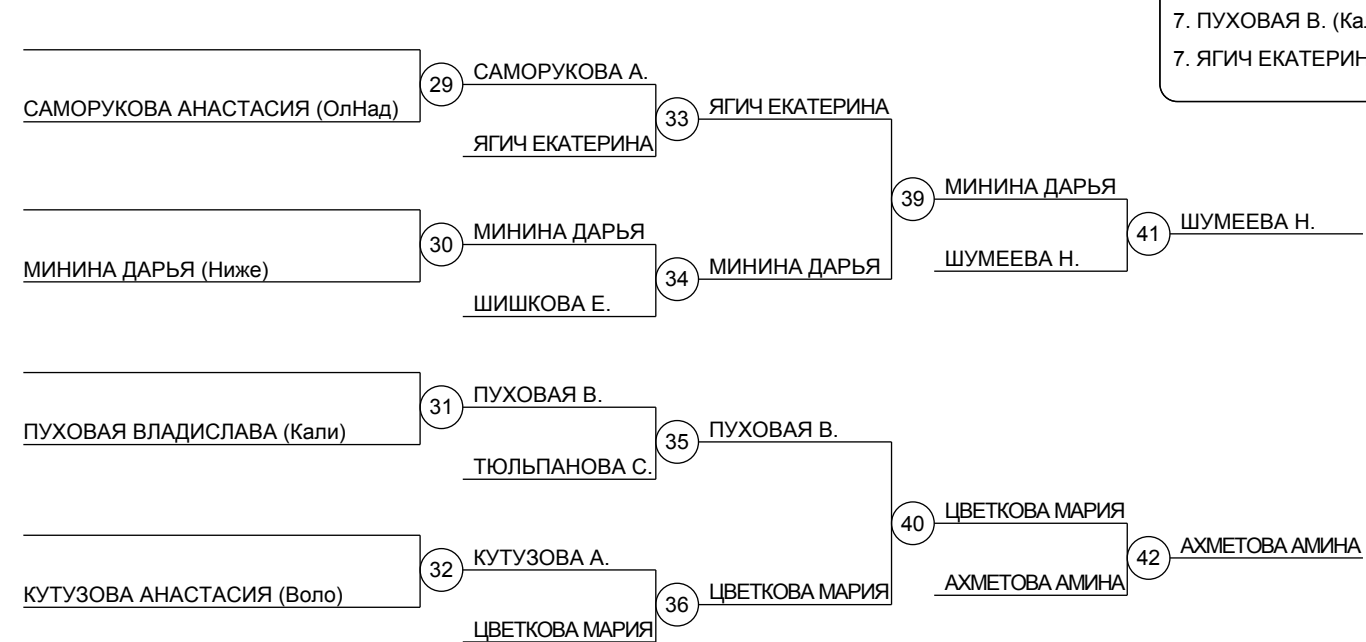 7. ПУХОВАЯ В. (Ка
7. ЯГИЧ ЕКАТЕРИН
29 САМОРУКОВА А.
САМОРУКОВА АНАСТАСИЯ (ОлНад)
33 ЯГИЧ ЕКАТЕРИНА
ЯГИЧ ЕКАТЕРИНА
39 МИНИНА ДАРЬЯ
30 МИНИНА ДАРЬЯ
41 ШУМЕЕВА Н.
МИНИНА ДАРЬЯ (Ниже)
34 МИНИНА ДАРЬЯ
ШУМЕЕВА Н.
ШИШКОВА Е.
31 ПУХОВАЯ В.
ПУХОВАЯ ВЛАДИСЛАВА (Кали)
35 ПУХОВАЯ В.
ТЮЛЬПАНОВА С.
40 ЦВЕТКОВА МАРИЯ
32 КУТУЗОВА А.
42 АХМЕТОВА АМИНА
КУТУЗОВА АНАСТАСИЯ (Воло)
36 ЦВЕТКОВА МАРИЯ
АХМЕТОВА АМИНА
ЦВЕТКОВА МАРИЯ